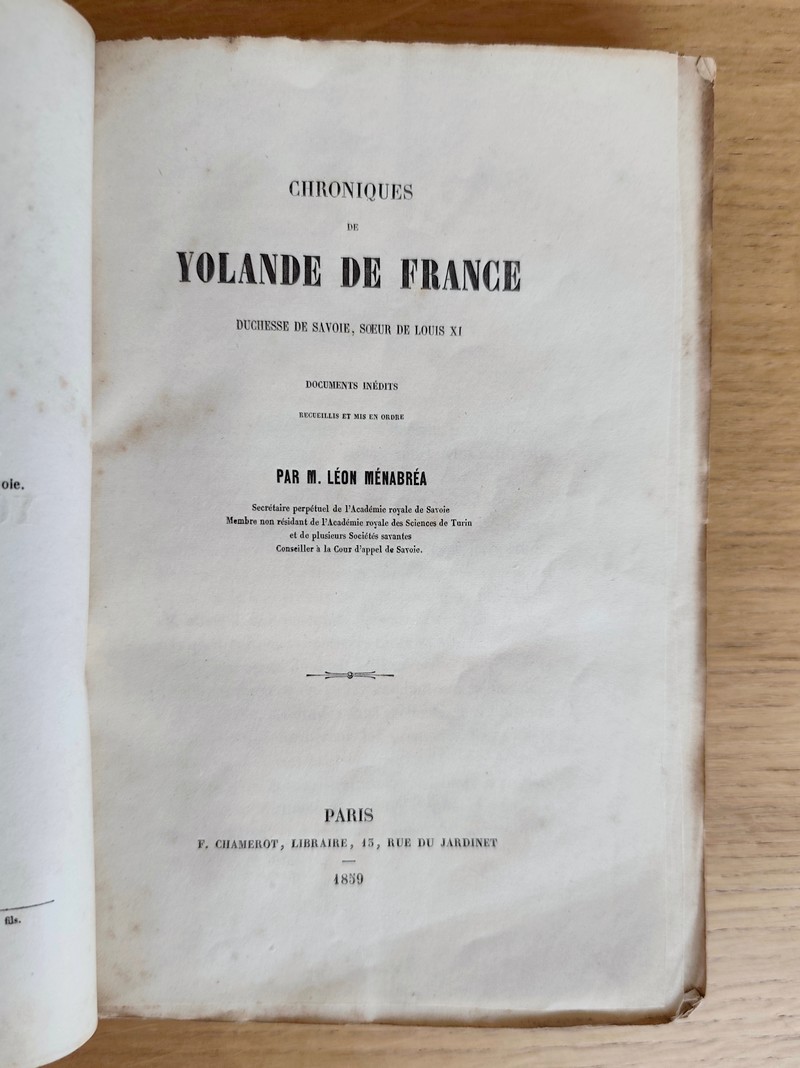 oie.
fils.
CHRONIQUES
DE
YOLANDE DE FRANCE
DUCHESSE DE SAVOIE, SŒUR DE LOUIS XI
DOCUMENTS INÉDITS
RECUEILLIS ET MIS EN ORDRE
PAR M. LÉON MÉNABRÉA
Secrétaire perpétuel de l'Académie royale de Savoie
Membre non résidant de l'Académie royale des Sciences de Turin
et de plusieurs Sociétés savantes
Conseiller à la Cour d'appel de Savoie.
PARIS
F. CHAMEROT, LIBRAIRE, 13, RUE DU JARDINET
1859